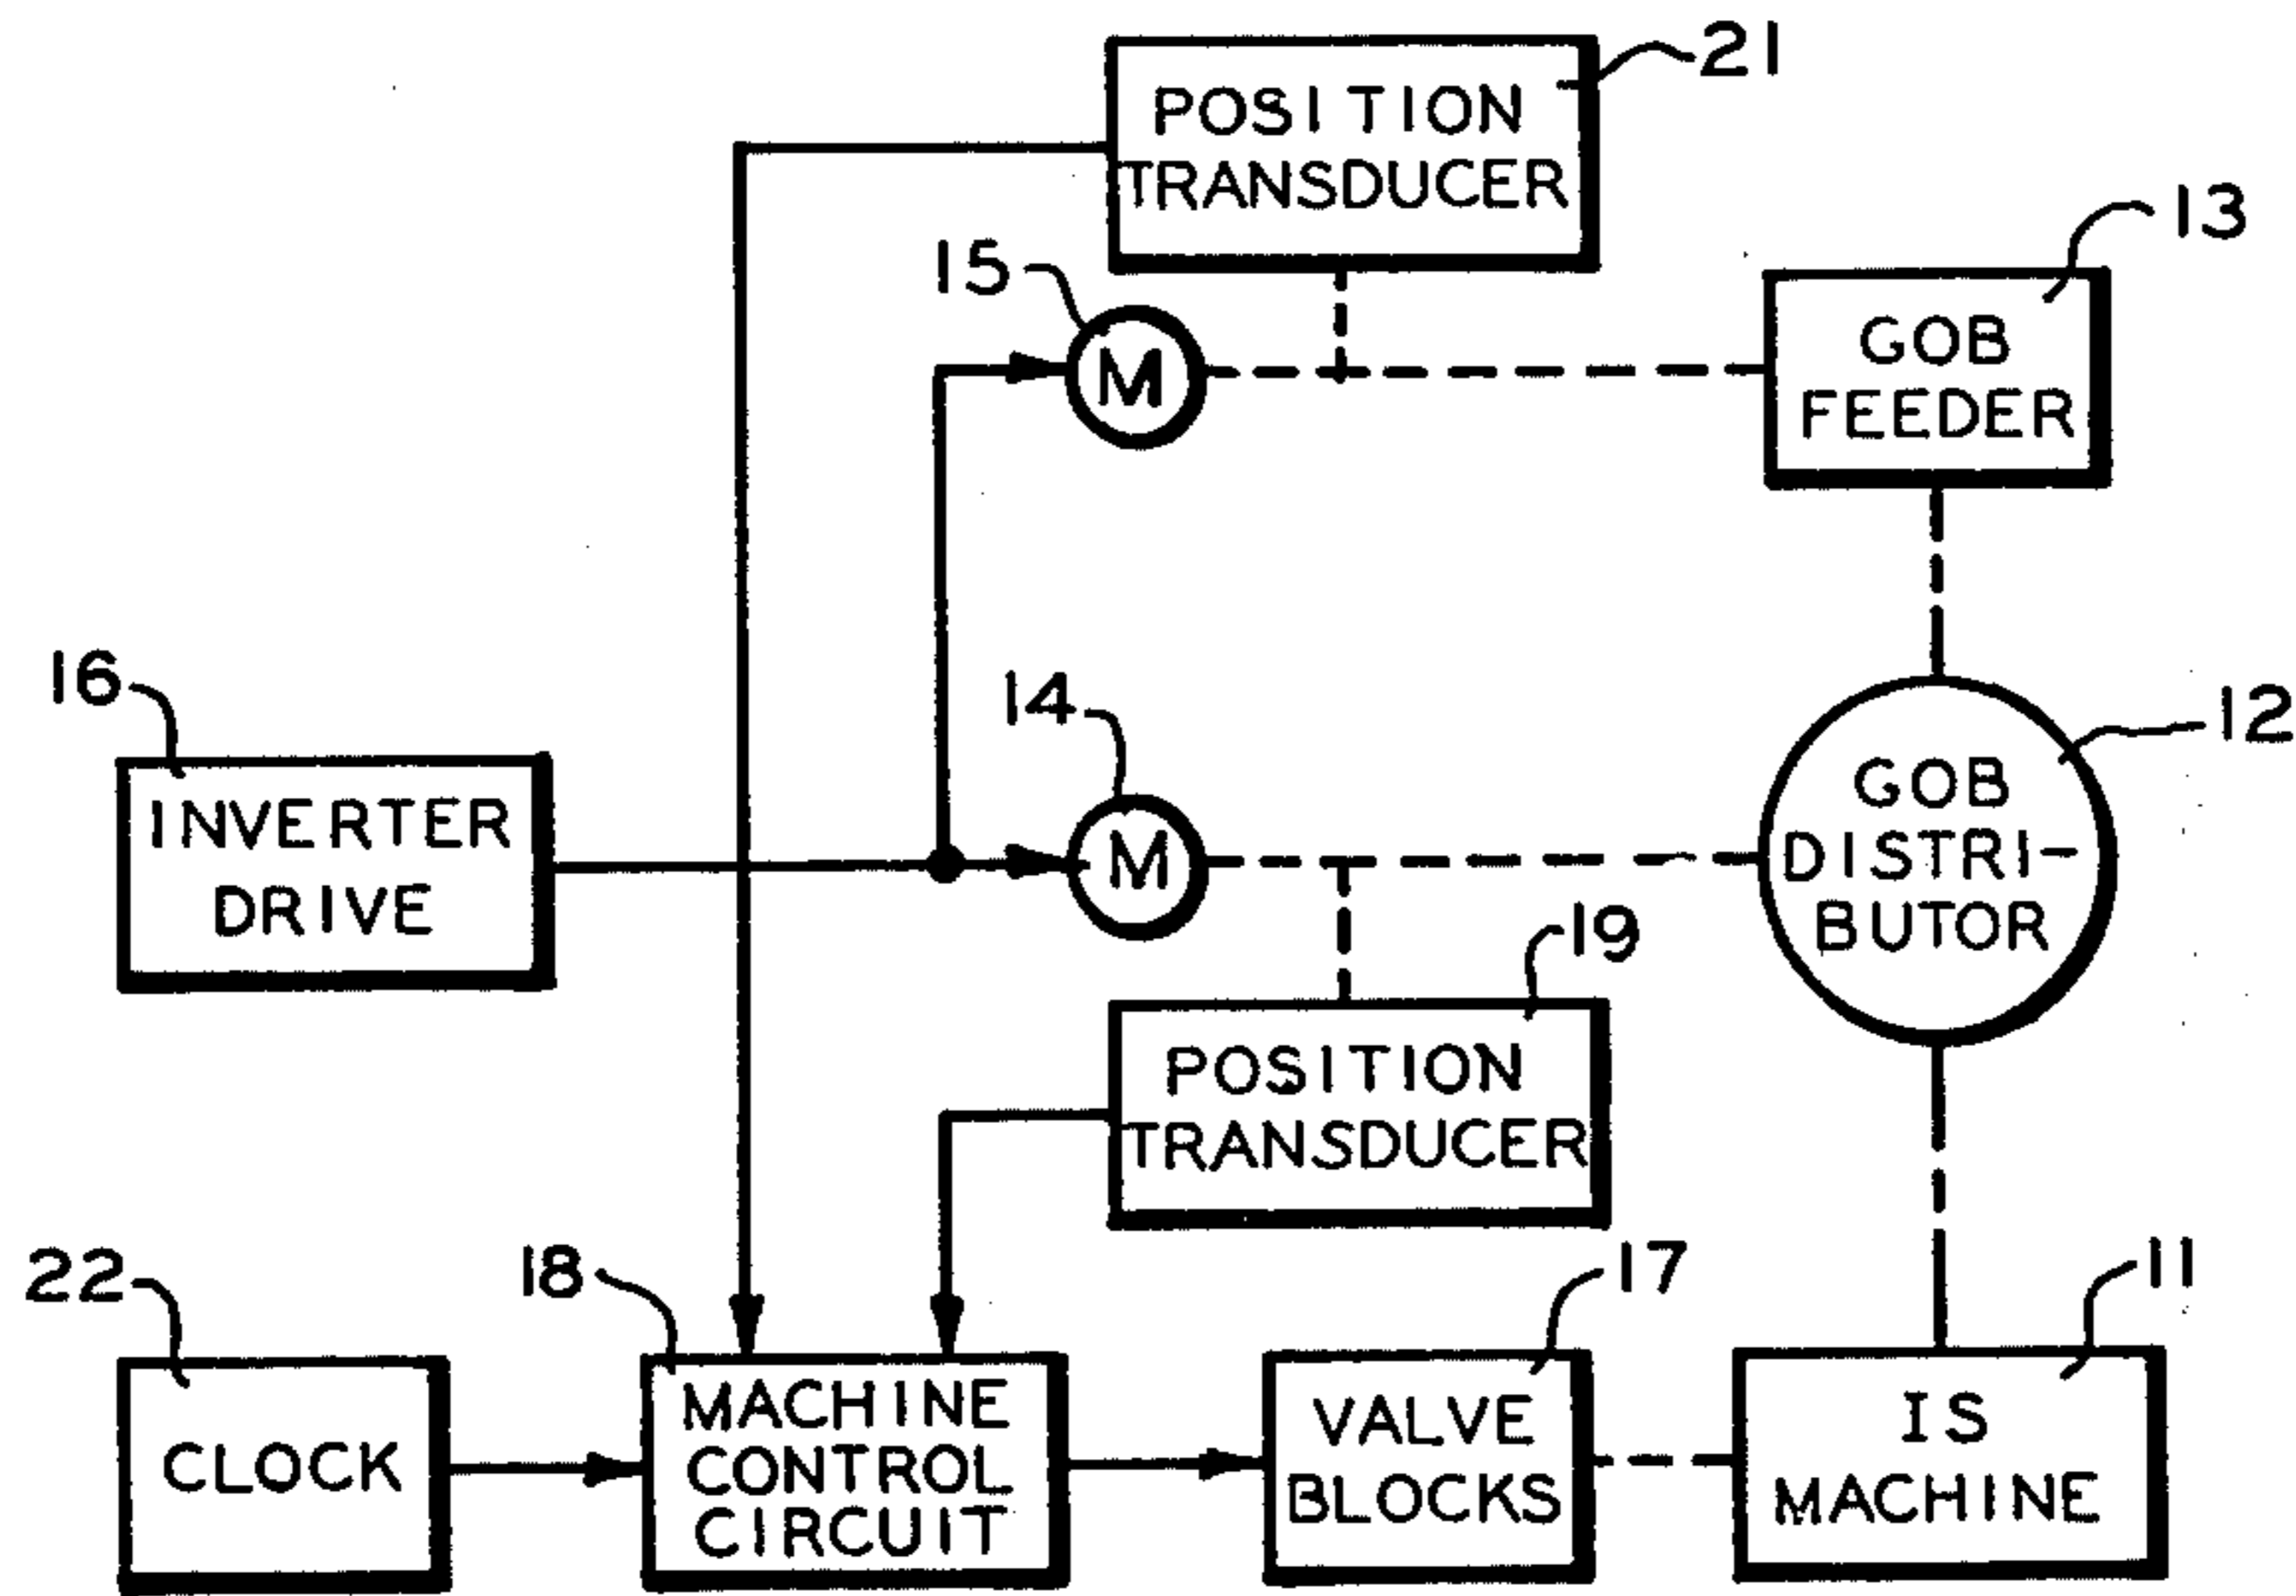 21
POSITION
TRANSDUCER
13
15
M
GOB
FEEDER
16
14
12
INVERTER
DRIVE
M
GOB
DISTRI-
BUTOR
19
POSITION
TRANSDUCER
22
18
17
11
CLOCK
MACHINE
CONTROL
CIRCUIT
VALVE
BLOCKS
IS
MACHINE